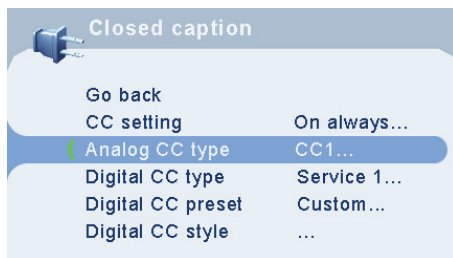 Closed caption
Go back
CC setting On always...
Analog CC type CC1...
Digital CC type Service 1...
Digital CC preset Custom...
Digital CC style ...